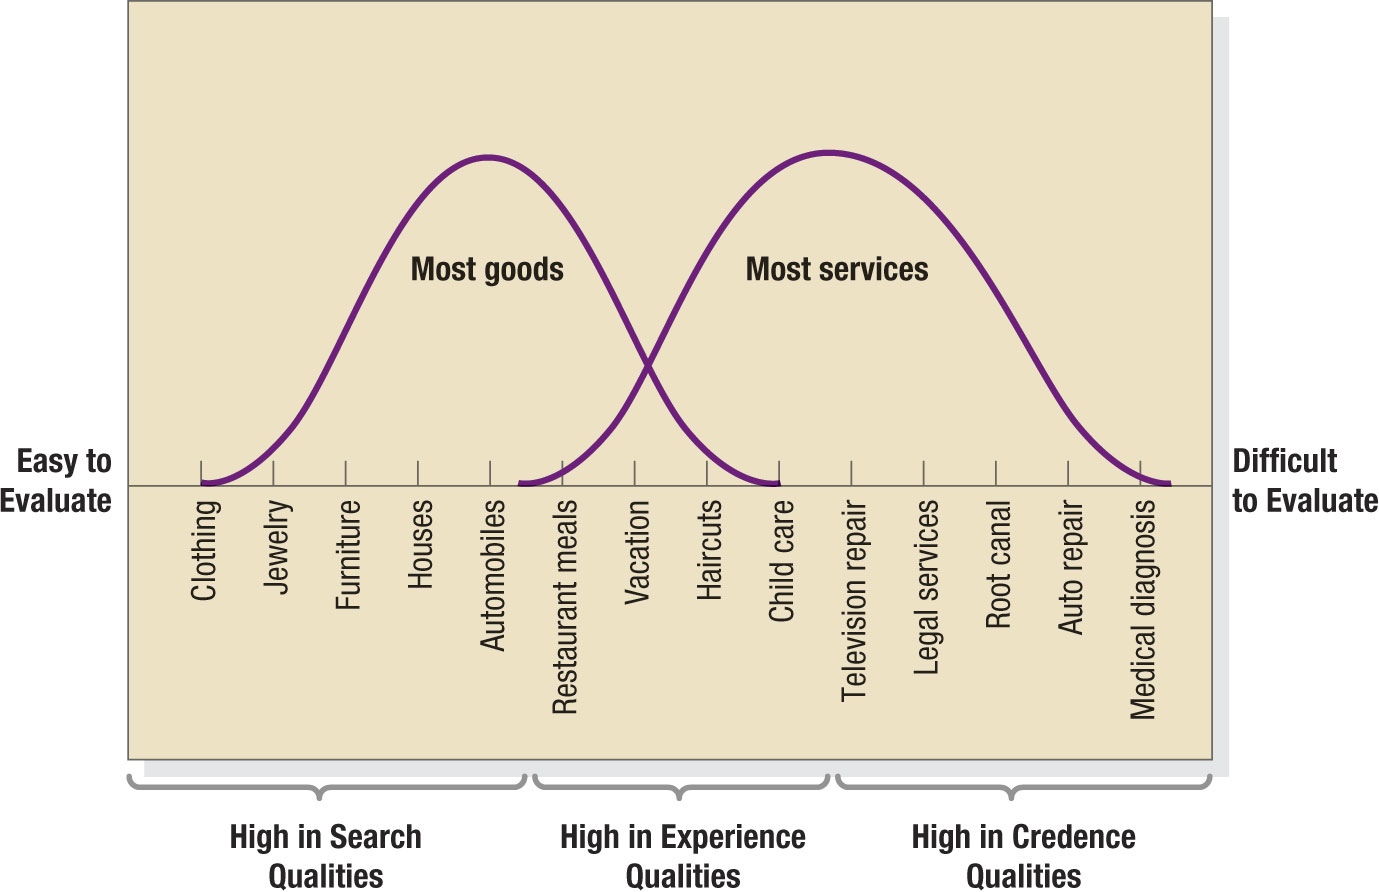 Most goods
Most services
Easy to
Evaluate
Difficult
to Evaluate
Clothing
Jewelry
Furniture
Houses
Automobiles
Restaurant meals
Vacation
Haircuts
Child care
Television repair
Legal services
Root canal
Auto repair
Medical diagnosis
High in Search
Qualities
High in Experience
Qualities
High in Credence
Qualities